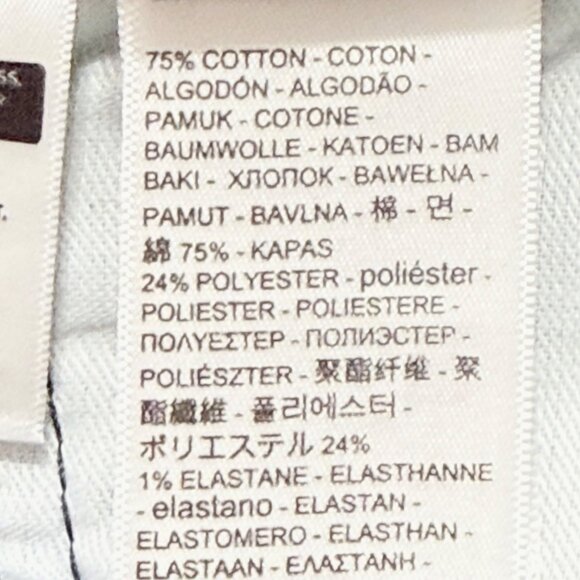 75% COTTON - COTON -
ALGODÓN - ALGODÃO -
PAMUK - COTONE -
BAUMWOLLE - KATOEN - BAM
BAKI - ХЛОПОК - BAWEŁNA -
PAMUT - BAVLNA - 棉 - 면 -
綿 75% - KAPAS
24% POLYESTER - poliéster -
POLIESTER - POLIESTERE -
ΠΟΛΥΕΣΤΕΡ - ПОЛИЭСТЕР -
POLIÉSZTER - 聚酯纤维 - 聚
酯纖維 - 폴리에스터 -
ポリエステル 24%
1% ELASTANE - ELASTHANNE
- elastano - ELASTAN -
ELASTOMERO - ELASTHAN -
ELASTAAN - ΕΛΑΣΤΑΝΗ -